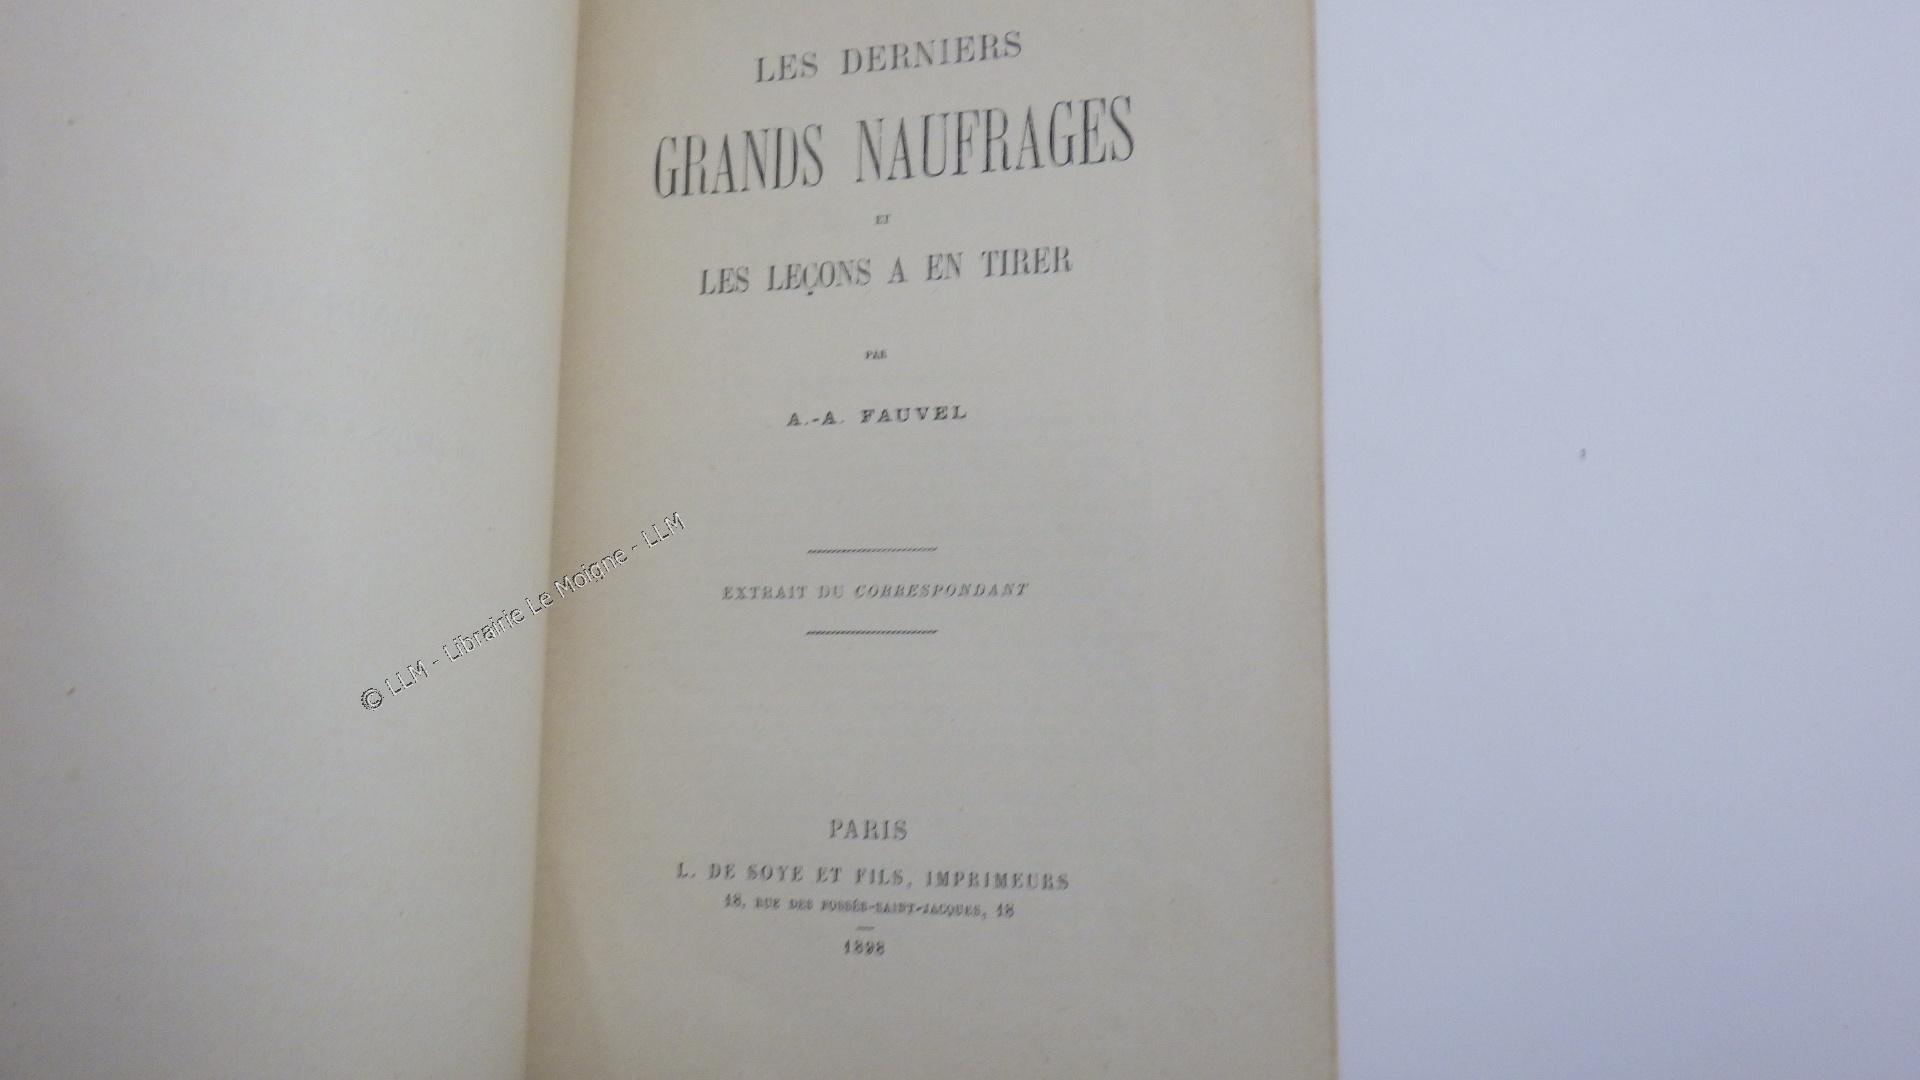 LES DERNIERS
GRANDS NAUFRAGES
ET
LES LEÇONS A EN TIRER
PAR
A.-A. FAUVEL
EXTRAIT DU CORRESPONDANT
PARIS
L. DE SOYE ET FILS, IMPRIMEURS
18, RUE DES FOSSÉS-SAINT-JACQUES, 18
1898
© LLM - Librairie Le Moigne - LLM